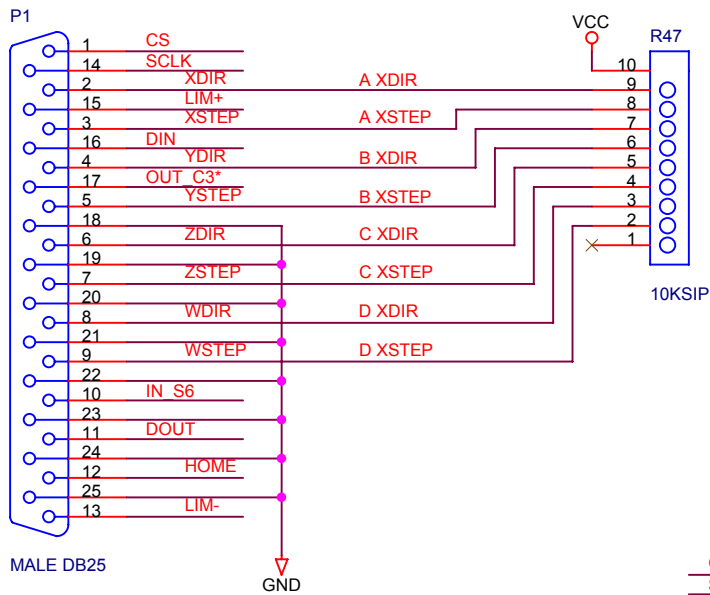 P1
VCC
R47
1 CS
14 SCLK
10
2 XDIR A XDIR 9
15 LIM+
8
3 XSTEP A XSTEP
7
16 DIN
6
4 YDIR B XDIR
5
17 OUT_C3*
4
5 YSTEP B XSTEP
3
18
2
6 ZDIR C XDIR
1
19
7 ZSTEP C XSTEP
10KSIP
20
8 WDIR D XDIR
21
9 WSTEP D XSTEP
22
10 IN_S6
23
11 DOUT
24
12 HOME
25
13 LIM-
MALE DB25
GND